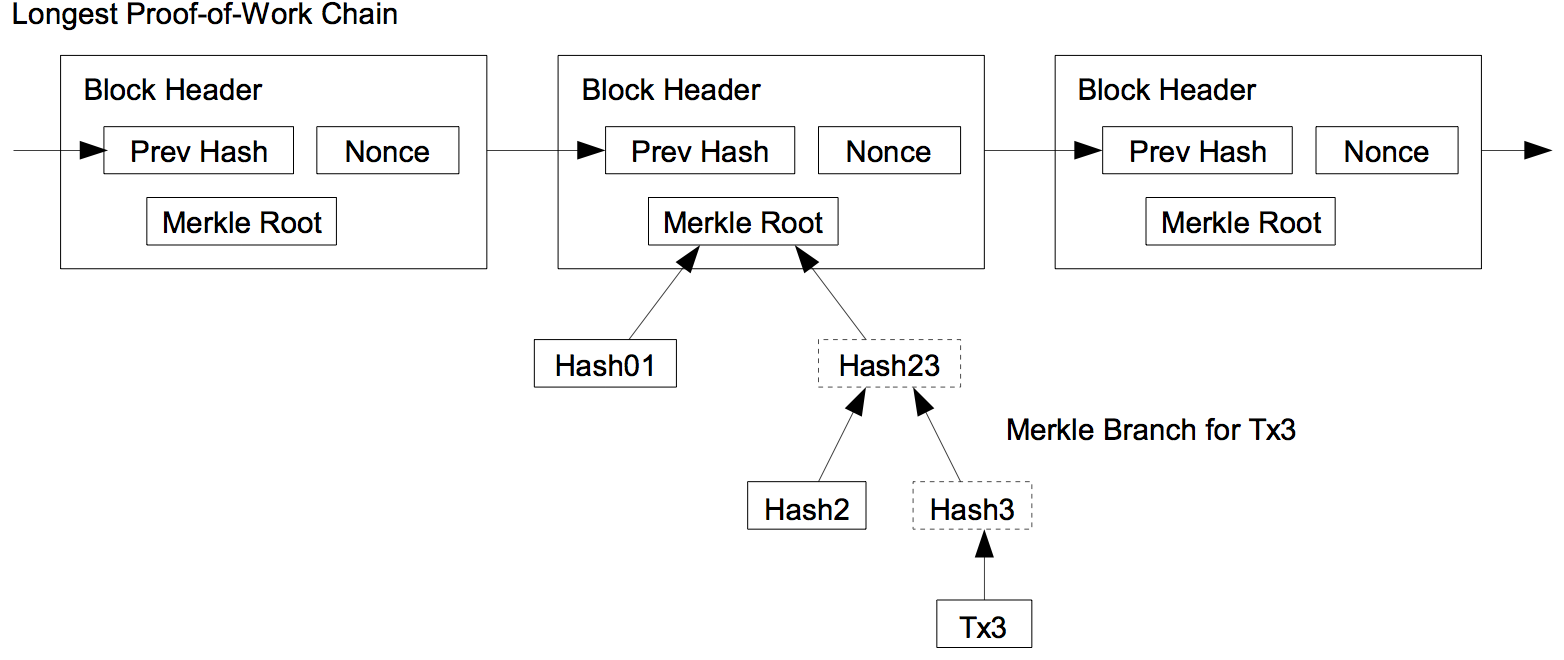 Longest Proof-of-Work Chain
Block Header
Block Header
Block Header
Prev Hash
Nonce
Prev Hash
Nonce
Prev Hash
Nonce
Merkle Root
Merkle Root
Merkle Root
Hash01
Hash23
Merkle Branch for Tx3
Hash2
Hash3
Tx3